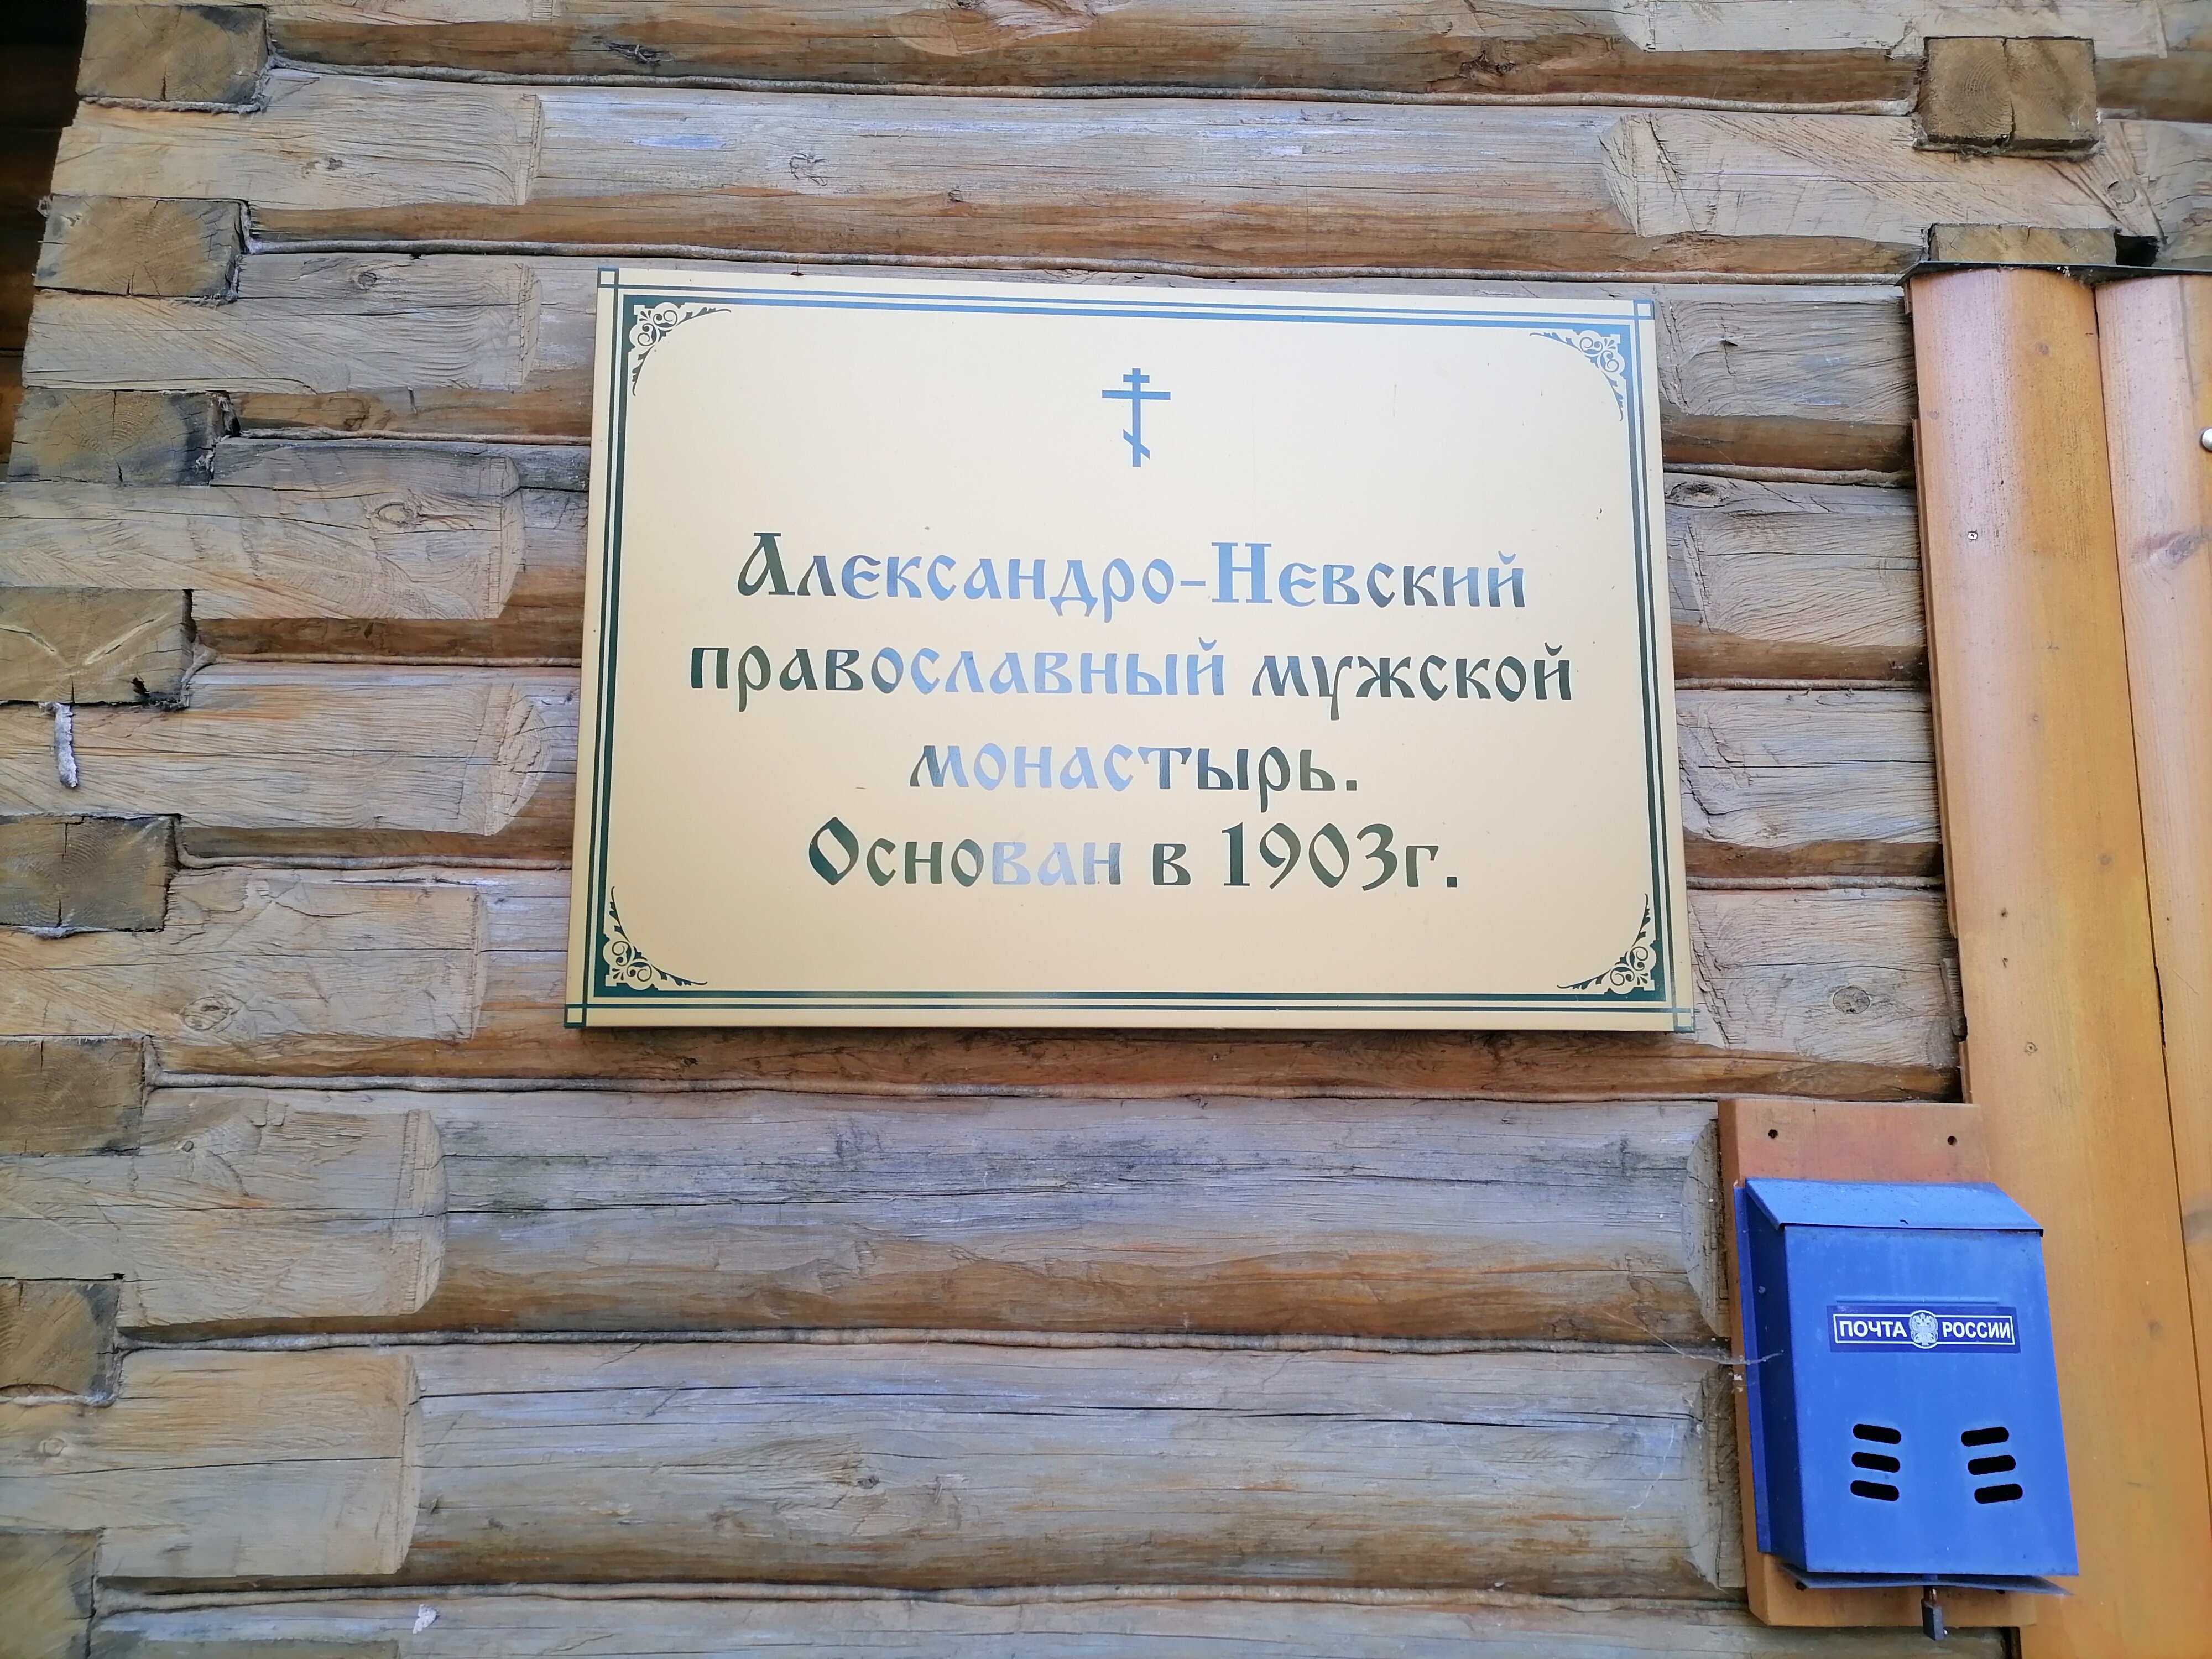 Александро-Невский
православный мужской
монастырь.
Основан в 1903г.
ПОЧТА РОССИИ